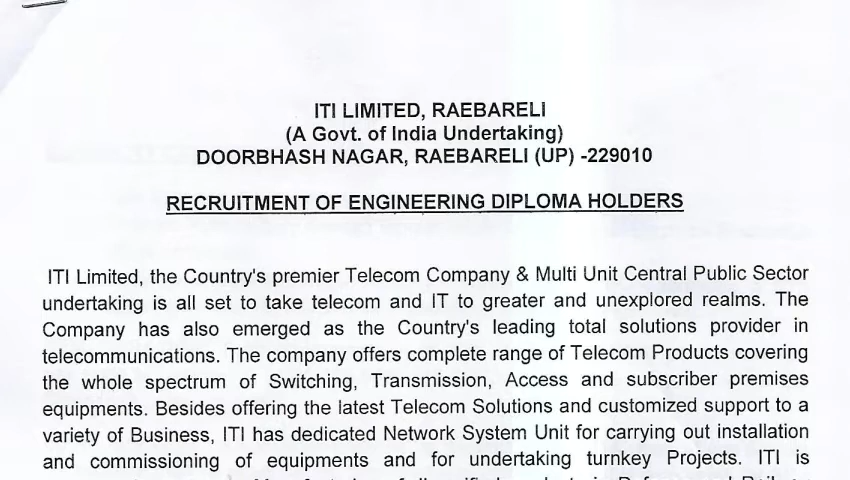 ITI LIMITED, RAEBARELI
(A Govt. of India Undertaking)
DOORBHASH NAGAR, RAEBARELI (UP) -229010
RECRUITMENT OF ENGINEERING DIPLOMA HOLDERS
ITI Limited, the Country's premier Telecom Company & Multi Unit Central Public Sector
undertaking is all set to take telecom and IT to greater and unexplored realms. The
Company has also emerged as the Country's leading total solutions provider in
telecommunications. The company offers complete range of Telecom Products covering
the whole spectrum of Switching, Transmission, Access and subscriber premises
equipments. Besides offering the latest Telecom Solutions and customized support to a
variety of Business, ITI has dedicated Network System Unit for carrying out installation
and commissioning of equipments and for undertaking turnkey Projects. ITI is